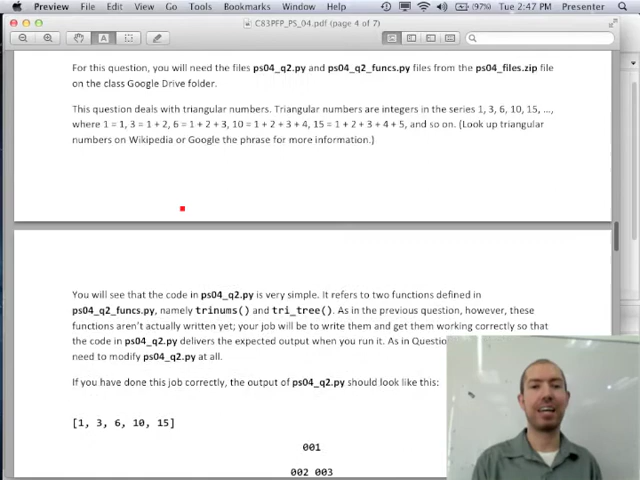 Preview File Edit View Go Tools Bookmarks Window Help (97%) Tue 2:47 PM Presenter
C83PFP_PS_04.pdf (page 4 of 7)
For this question, you will need the files ps04_q2.py and ps04_q2_funcs.py files from the ps04_files.zip file
on the class Google Drive folder.
This question deals with triangular numbers. Triangular numbers are integers in the series 1, 3, 6, 10, 15, …,
where 1 = 1, 3 = 1 + 2, 6 = 1 + 2 + 3, 10 = 1 + 2 + 3 + 4, 15 = 1 + 2 + 3 + 4 + 5, and so on. (Look up triangular
numbers on Wikipedia or Google the phrase for more information.)
You will see that the code in ps04_q2.py is very simple. It refers to two functions defined in
ps04_q2_funcs.py, namely trinums() and tri_tree(). As in the previous question, however, these
functions aren't actually written yet; your job will be to write them and get them working correctly so that
the code in ps04_q2.py delivers the expected output when you run it. As in Ques
need to modify ps04_q2.py at all.
If you have done this job correctly, the output of ps04_q2.py should look like this:
[1, 3, 6, 10, 15]
001
002 003